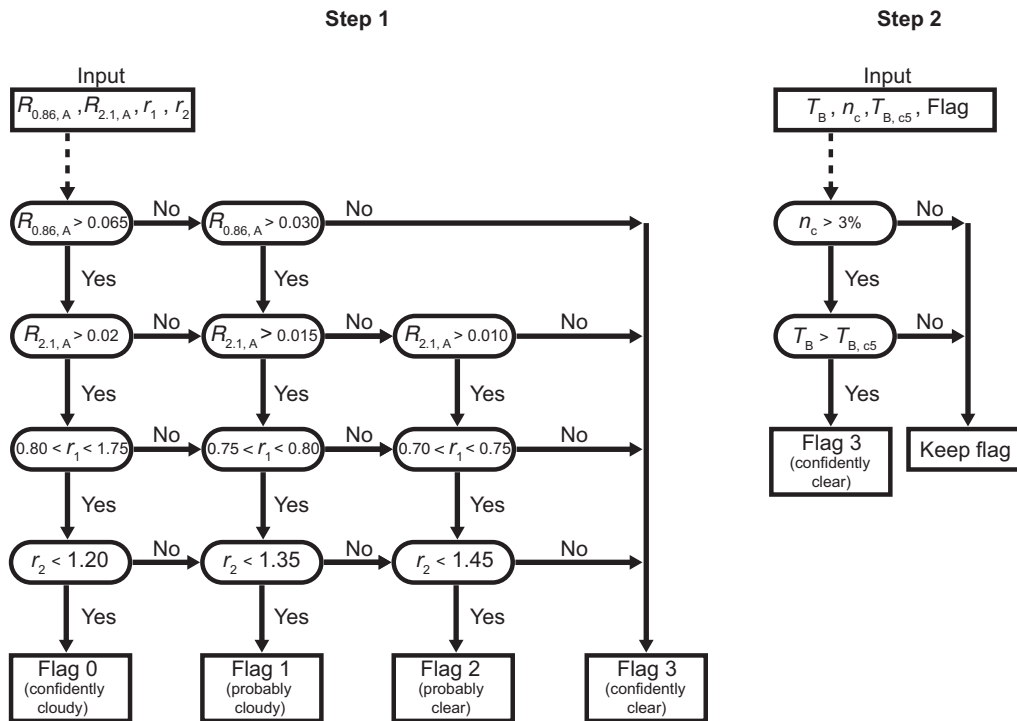 Step 1
Step 2
Input
R0.86, A , R2.1, A , r1 , r2
R0.86, A > 0.065
No
R0.86, A > 0.030
No
Yes
Yes
R2.1, A > 0.02
No
R2.1, A > 0.015
No
R2.1, A > 0.010
No
Yes
Yes
Yes
0.80 < r1 < 1.75
No
0.75 < r1 < 0.80
No
0.70 < r1 < 0.75
No
Yes
Yes
Yes
r2 < 1.20
No
r2 < 1.35
No
r2 < 1.45
No
Yes
Yes
Yes
Flag 0
(confidently
cloudy)
Flag 1
(probably
cloudy)
Flag 2
(probably
clear)
Flag 3
(confidently
clear)
Input
TB , nc , TB, c5 , Flag
nc > 3%
No
Yes
TB > TB, c5
No
Yes
Flag 3
(confidently
clear)
Keep flag